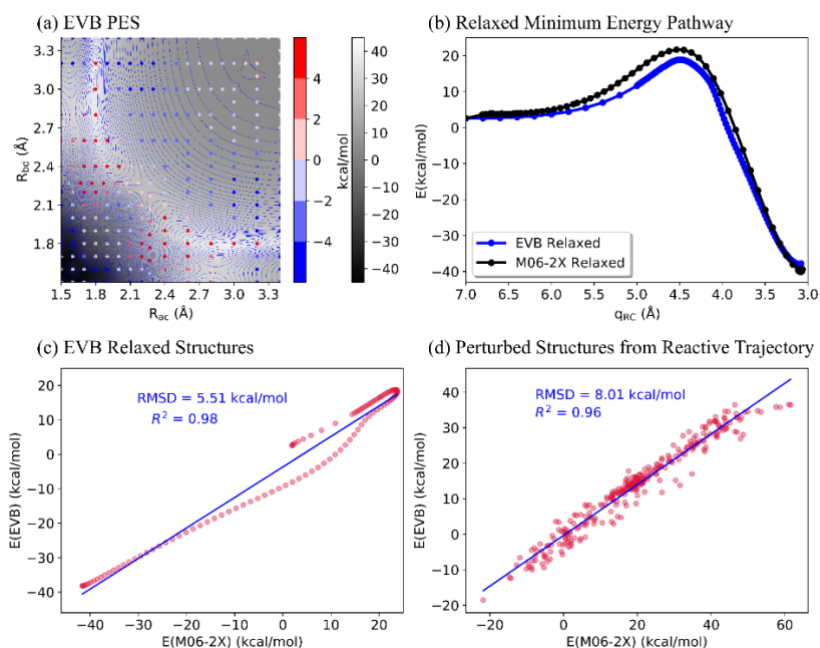 (a) EVB PES
(b) Relaxed Minimum Energy Pathway
3.3
3.0
2.7
2.4
2.1
1.8
R_bc (Å)
1.5 1.8 2.1 2.4 2.7 3.0 3.3
R_ac (Å)
4
2
0
−2
−4
kcal/mol
40
30
20
10
0
−10
−20
−30
−40
20
10
0
−10
−20
−30
−40
E(kcal/mol)
EVB Relaxed
M06-2X Relaxed
7.0 6.5 6.0 5.5 5.0 4.5 4.0 3.5 3.0
q_RC (Å)
(c) EVB Relaxed Structures
(d) Perturbed Structures from Reactive Trajectory
RMSD = 5.51 kcal/mol
R² = 0.98
20
10
0
−10
−20
−30
−40
E(EVB) (kcal/mol)
−40 −30 −20 −10 0 10 20
E(M06-2X) (kcal/mol)
RMSD = 8.01 kcal/mol
R² = 0.96
40
30
20
10
0
−10
−20
E(EVB) (kcal/mol)
−20 0 20 40 60
E(M06-2X) (kcal/mol)